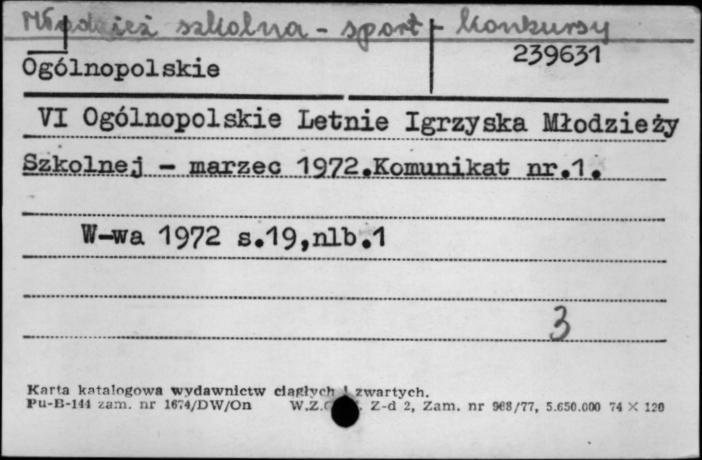 Młodzież szkolna - sport - konkursy
239631
Ogólnopolskie
VI Ogólnopolskie Letnie Igrzyska Młodzieży
Szkolnej - marzec 1972.Komunikat nr.1.
W-wa 1972 s.19,nlb.1
3
Karta katalogowa wydawnictw ciągłych i zwartych.
Pu-B-144 zam. nr 1674/DW/On W.Z. Z-d 2, Zam. nr 968/77, 5.650.000 74 X 120